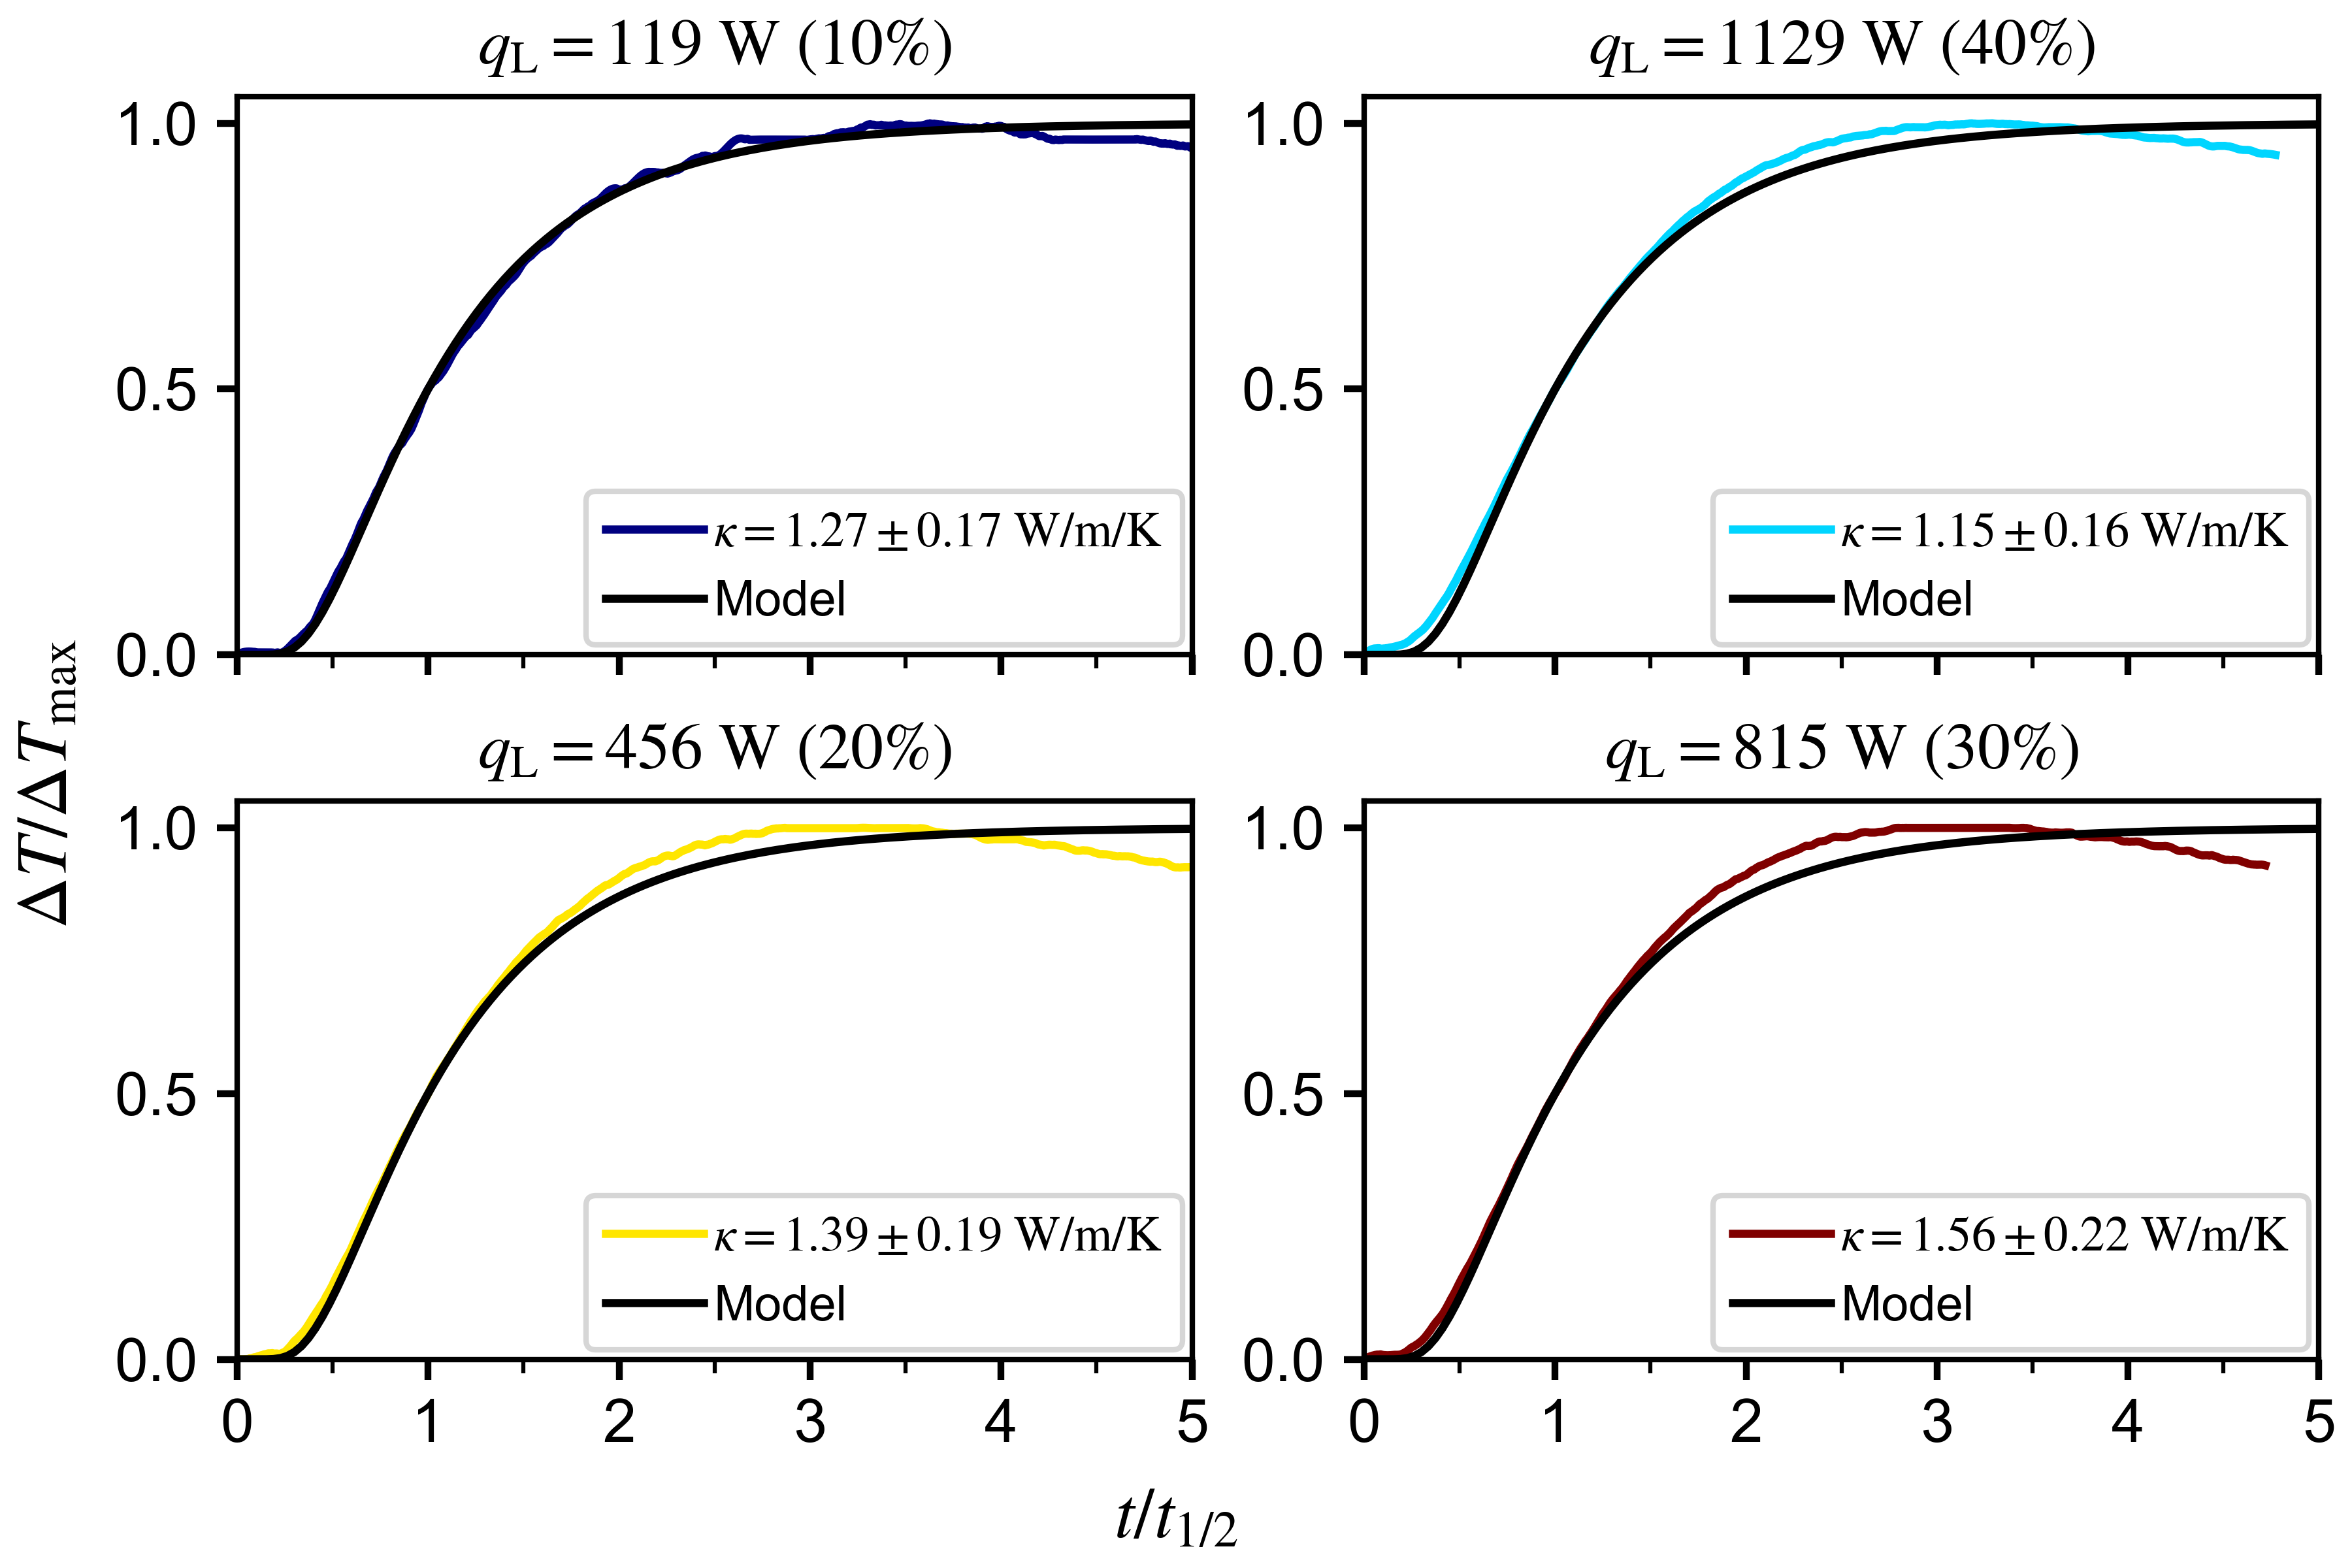 q_L = 119 W (10%)
1.0
0.5
0.0
κ = 1.27 ± 0.17 W/m/K
Model
q_L = 1129 W (40%)
1.0
0.5
0.0
κ = 1.15 ± 0.16 W/m/K
Model
ΔT/ΔT_max
q_L = 456 W (20%)
1.0
0.5
0.0
κ = 1.39 ± 0.19 W/m/K
Model
0 1 2 3 4 5
q_L = 815 W (30%)
1.0
0.5
0.0
κ = 1.56 ± 0.22 W/m/K
Model
0 1 2 3 4 5
t/t_1/2